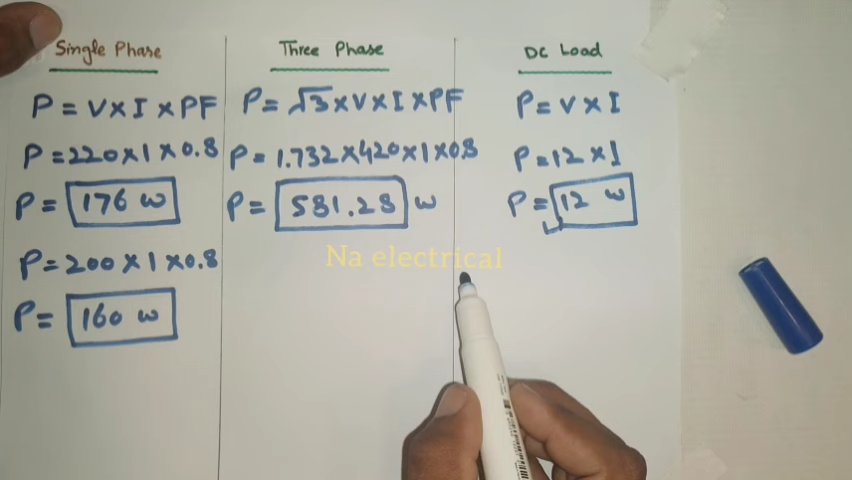 Single Phase
P = V x I x PF
P = 220 x 1 x 0.8
P = 176 W
P = 200 x 1 x 0.8
P = 160 W
Three Phase
P = √3 x V x I x PF
P = 1.732 x 420 x 1 x 0.8
P = 581.28 W
DC Load
P = V x I
P = 12 x 1
P = 12 W
Na electrical